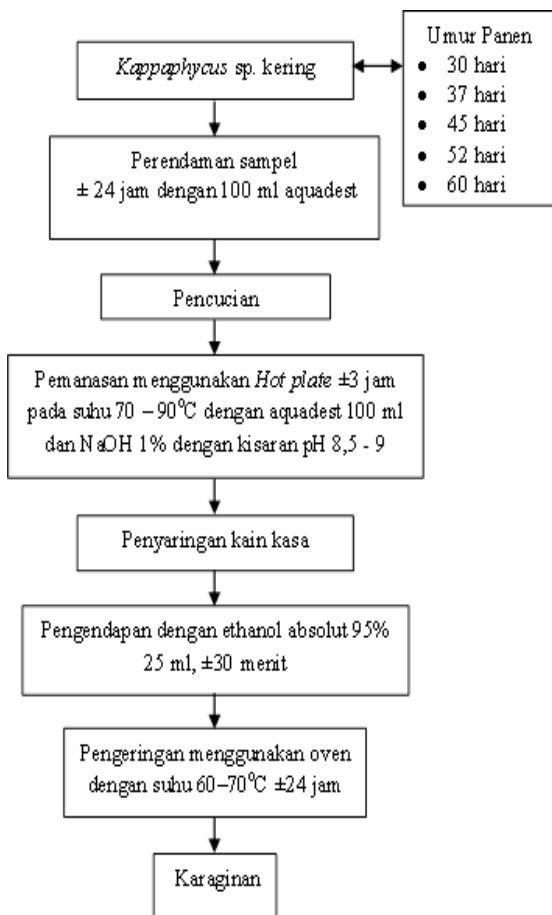 Kappaphycus sp. kering
Umur Panen
• 30 hari
• 37 hari
• 45 hari
• 52 hari
• 60 hari
Perendaman sampel
± 24 jam dengan 100 ml aquadest
Pencucian
Pemanasan menggunakan Hot plate ±3 jam
pada suhu 70 – 90⁰C dengan aquadest 100 ml
dan NaOH 1% dengan kisaran pH 8,5 - 9
Penyaringan kain kasa
Pengendapan dengan ethanol absolut 95%
25 ml, ±30 menit
Pengeringan menggunakan oven
dengan suhu 60–70⁰C ±24 jam
Karaginan